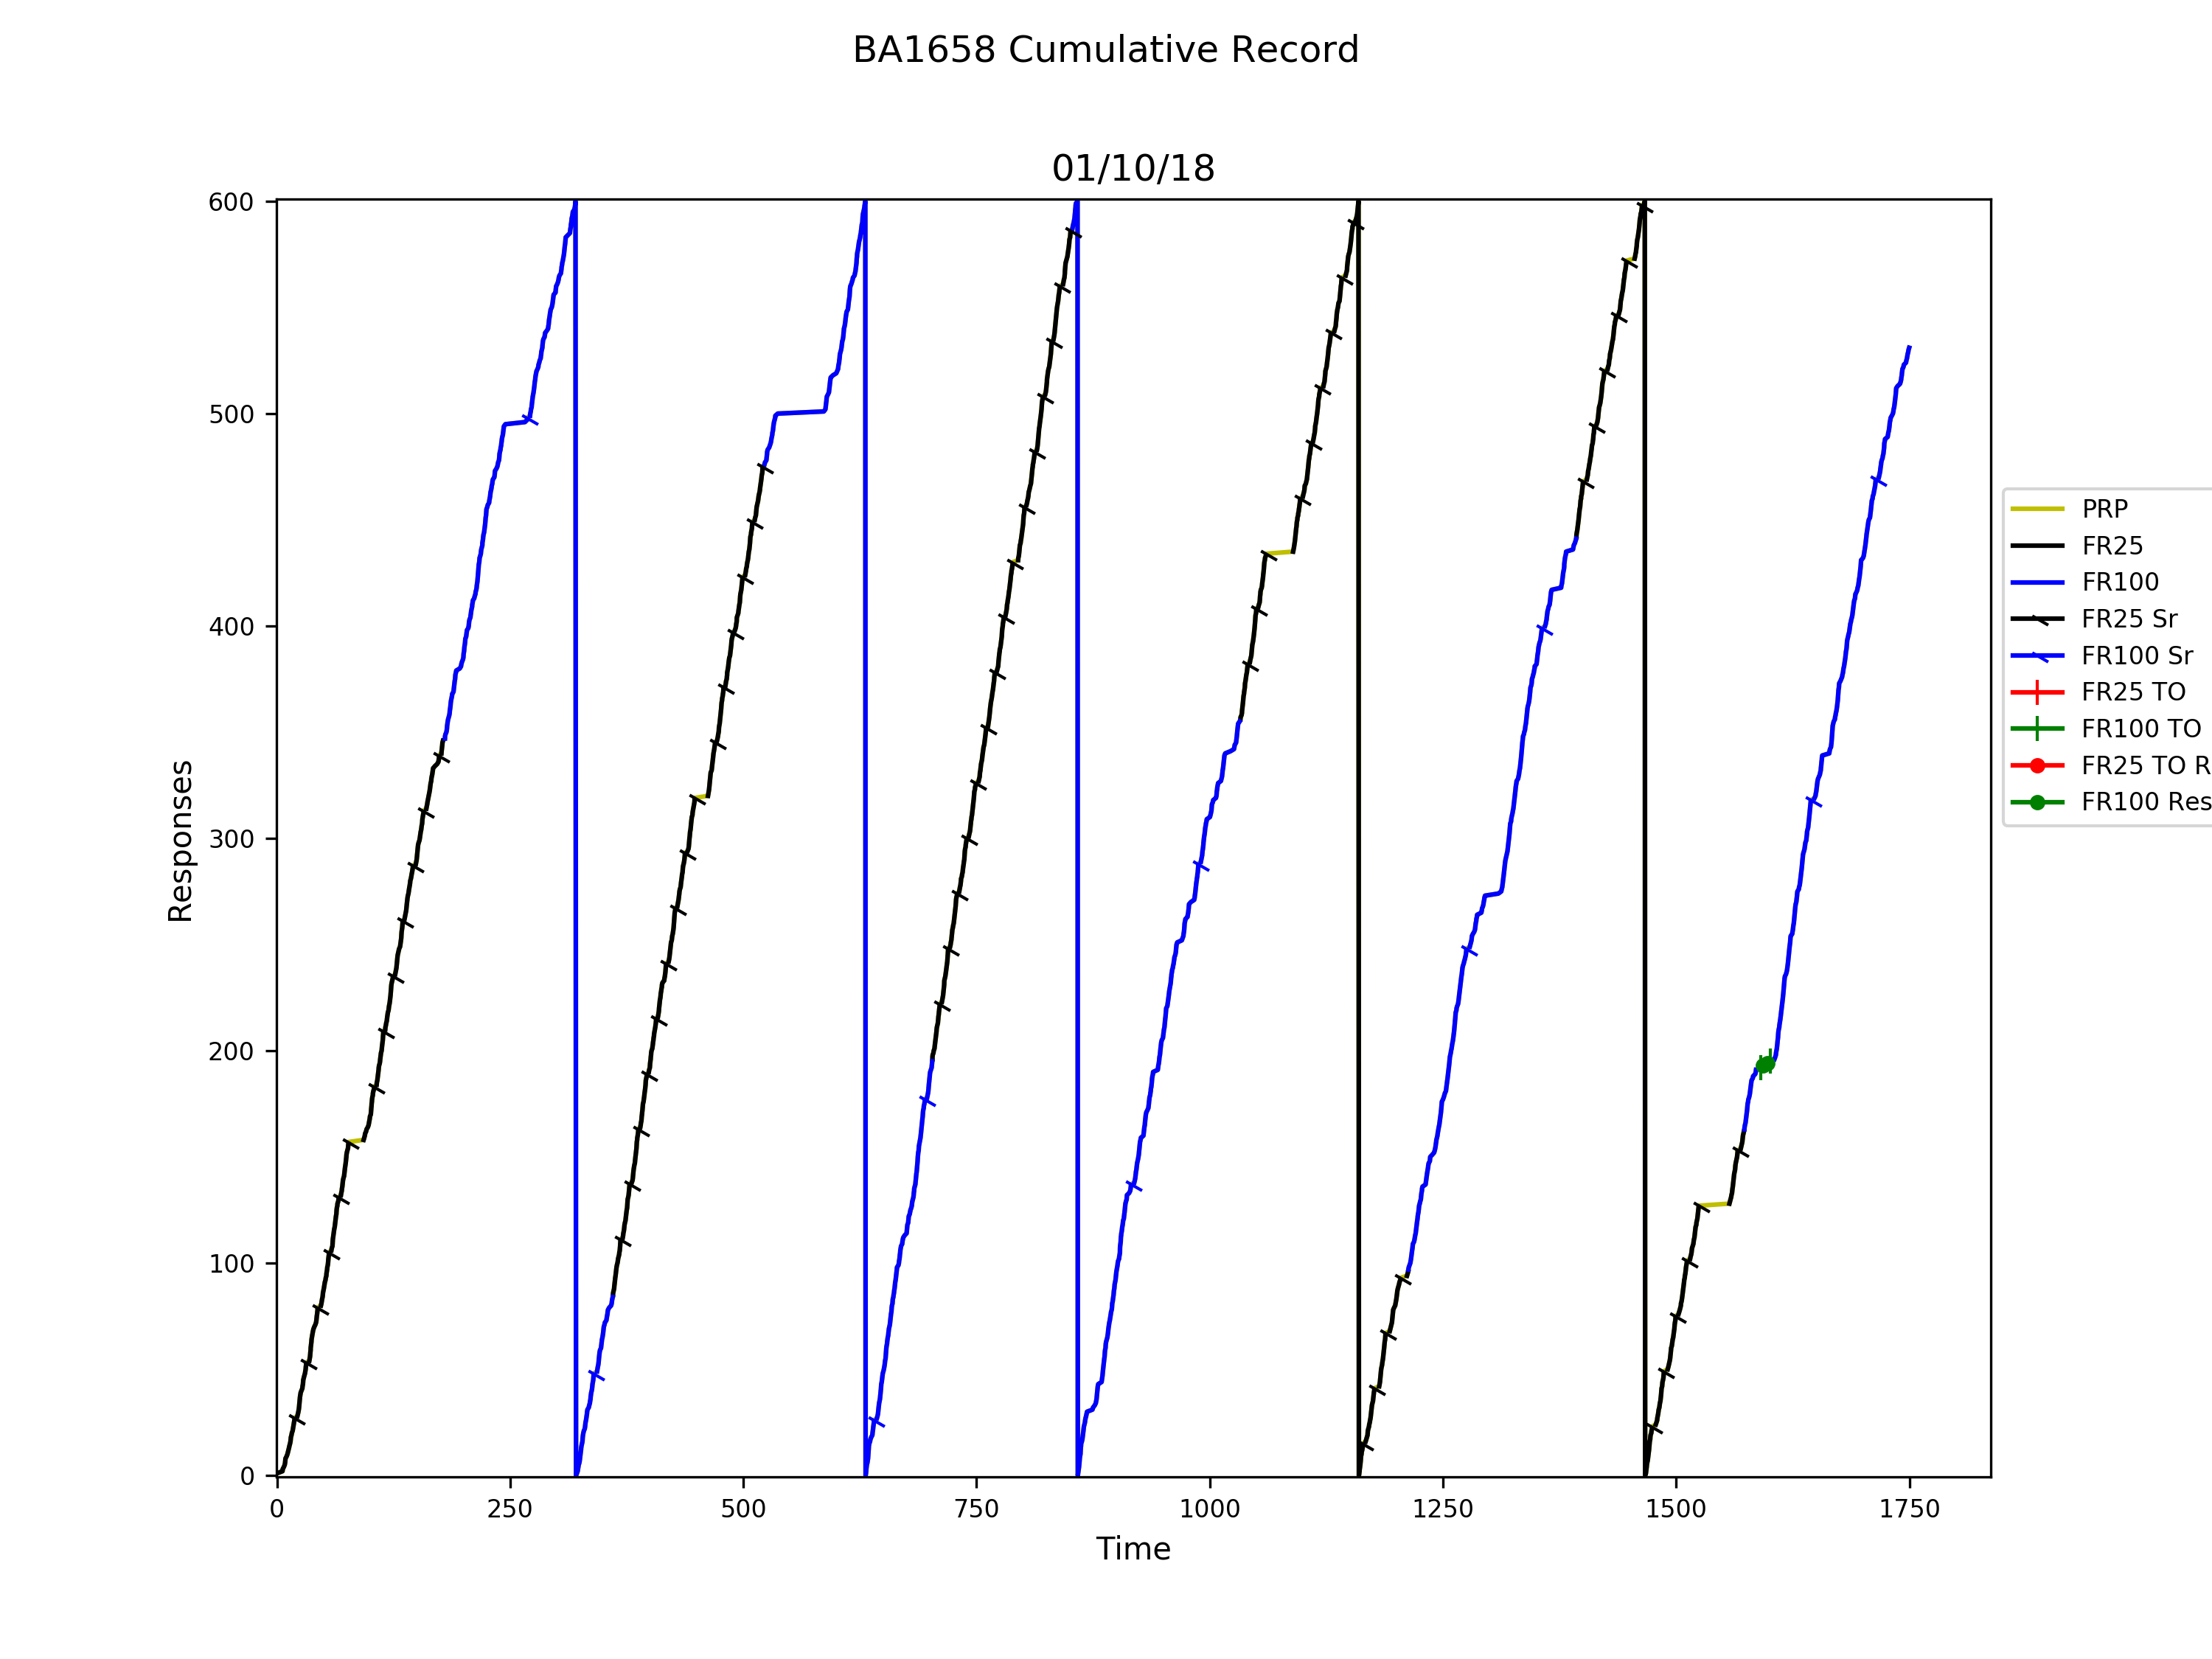 BA1658 Cumulative Record
01/10/18
600
500
400
300
200
100
0
Responses
0 250 500 750 1000 1250 1500 1750
Time
PRP
FR25
FR100
FR25 Sr
FR100 Sr
FR25 TO
FR100 TO
FR25 TO R
FR100 Res